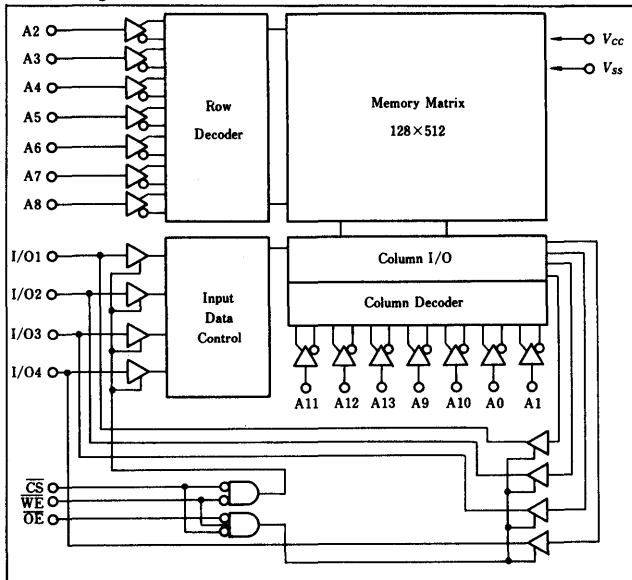 A2
A3
A4
A5
A6
A7
A8
Row
Decoder
Memory Matrix
128×512
Vcc
Vss
I/O1
I/O2
I/O3
I/O4
Input
Data
Control
Column I/O
Column Decoder
A11 A12 A13 A9 A10 A0 A1
CS
WE
OE